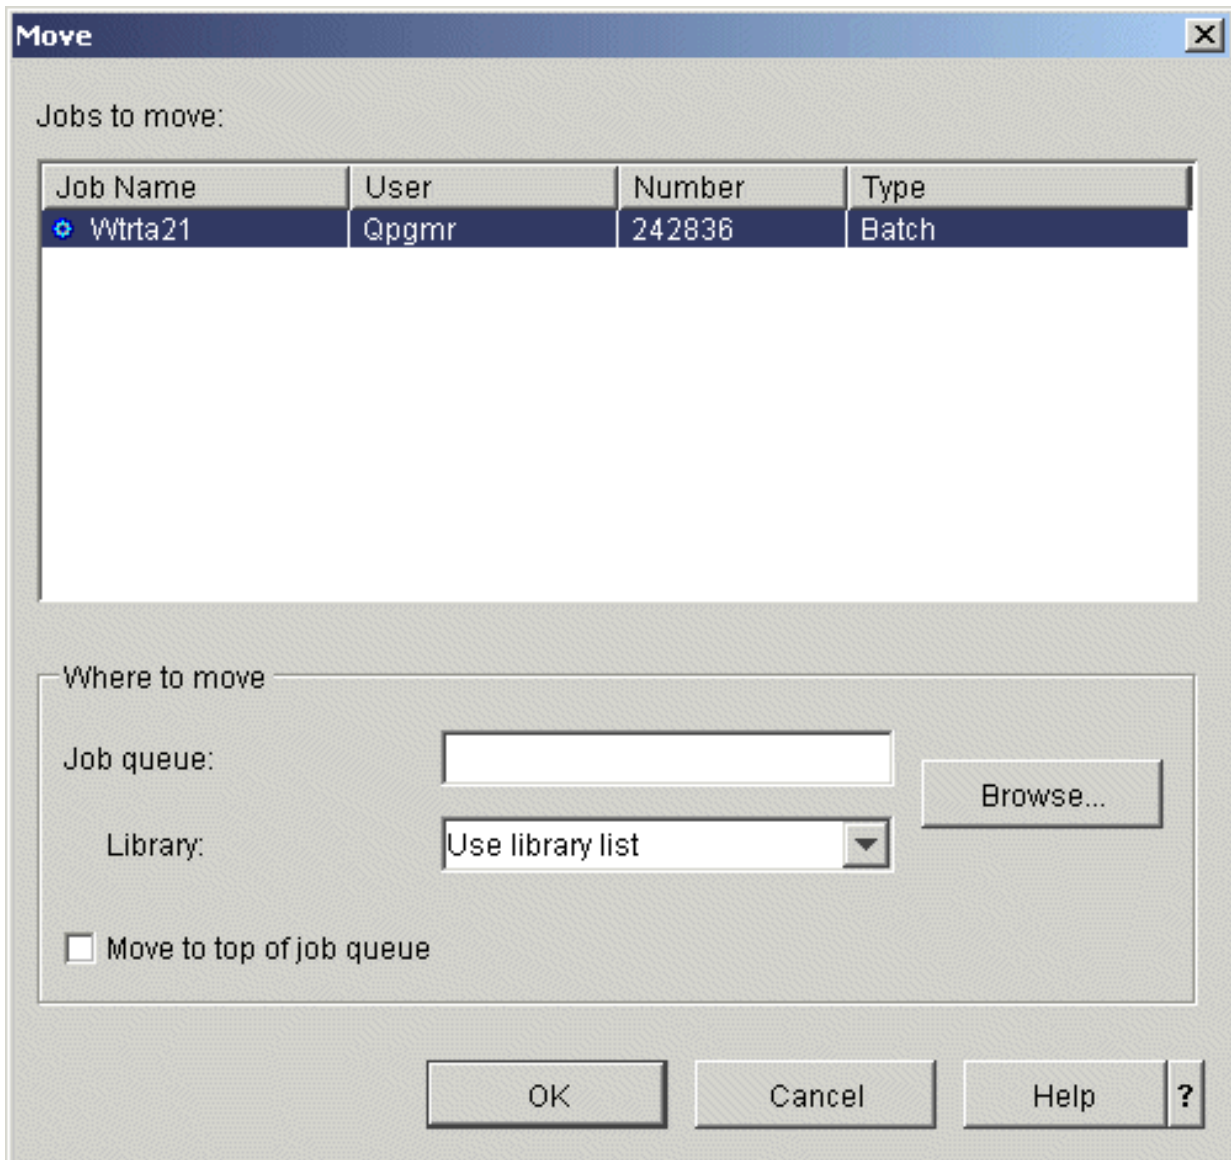 Move
Jobs to move:
Job Name User Number Type
Wtrta21 Qpgmr 242836 Batch
Where to move
Job queue:
Browse...
Library: Use library list
Move to top of job queue
OK Cancel Help ?